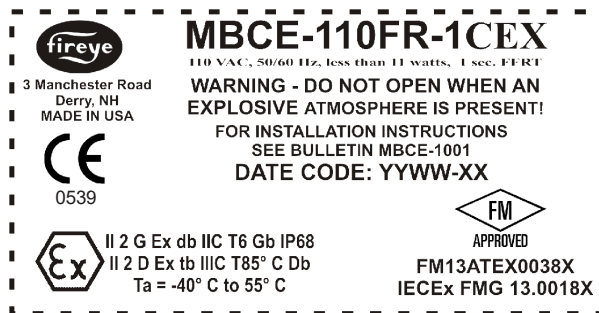 fireye
MBCE-110FR-1CEX
110 VAC, 50/60 Hz, less than 11 watts, 1 sec. FFRT
3 Manchester Road
Derry, NH
MADE IN USA
WARNING - DO NOT OPEN WHEN AN
EXPLOSIVE ATMOSPHERE IS PRESENT!
FOR INSTALLATION INSTRUCTIONS
SEE BULLETIN MBCE-1001
DATE CODE: YYWW-XX
CE
0539
FM
APPROVED
Ex
II 2 G Ex db IIC T6 Gb IP68
II 2 D Ex tb IIIC T85° C Db
Ta = -40° C to 55° C
FM13ATEX0038X
IECEx FMG 13.0018X